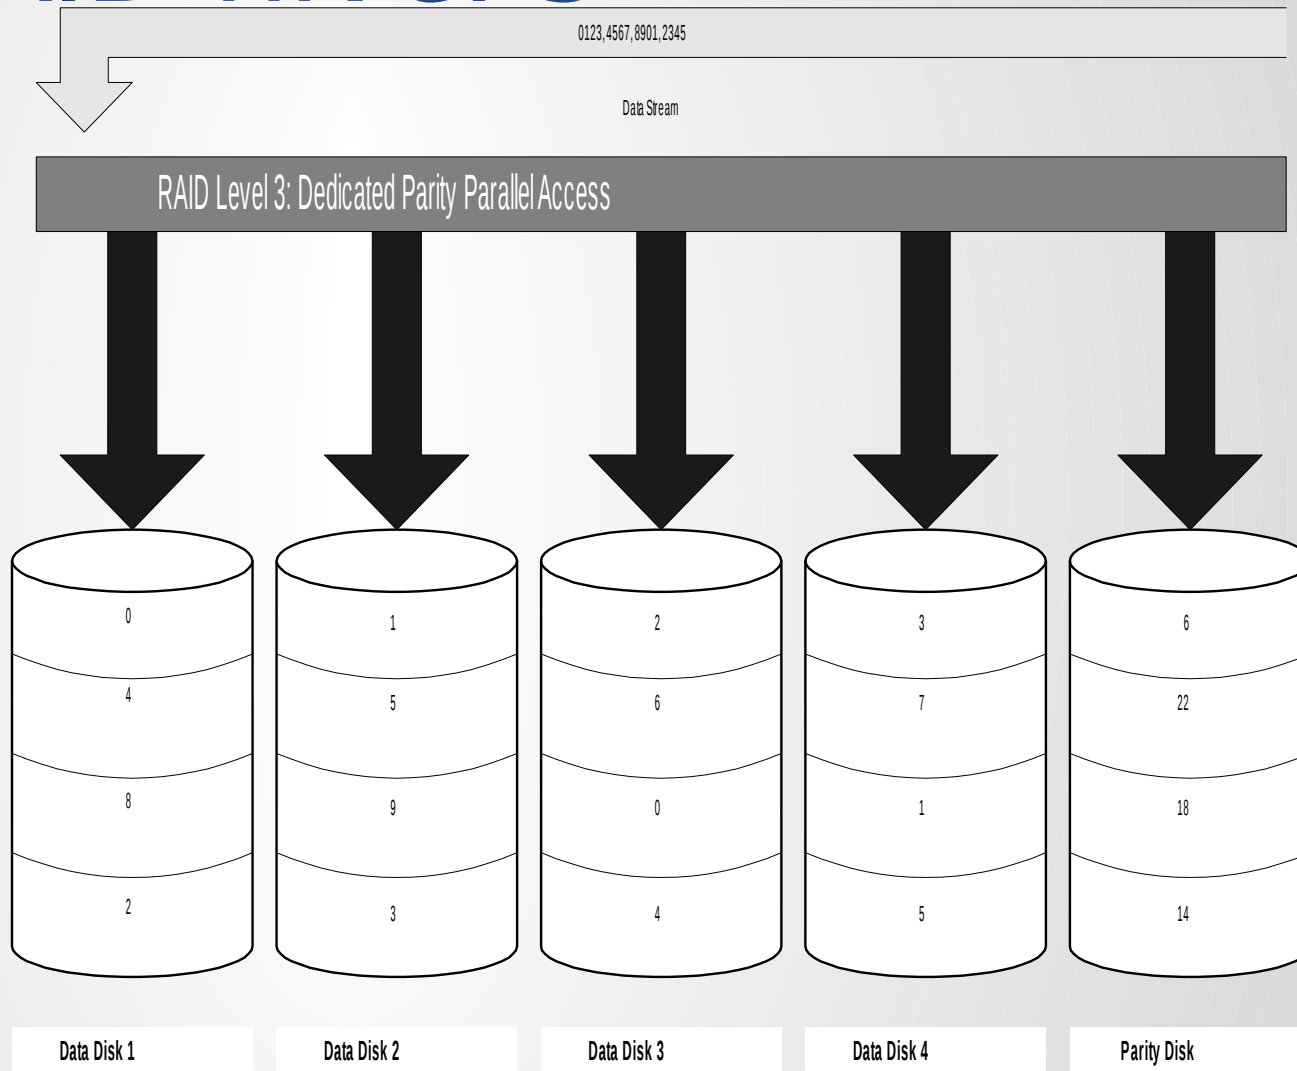 0123,4567,8901,2345
Data Stream
RAID Level 3: Dedicated Parity Parallel Access
0 1 2 3 6
4 5 6 7 22
8 9 0 1 18
2 3 4 5 14
Data Disk 1 Data Disk 2 Data Disk 3 Data Disk 4 Parity Disk